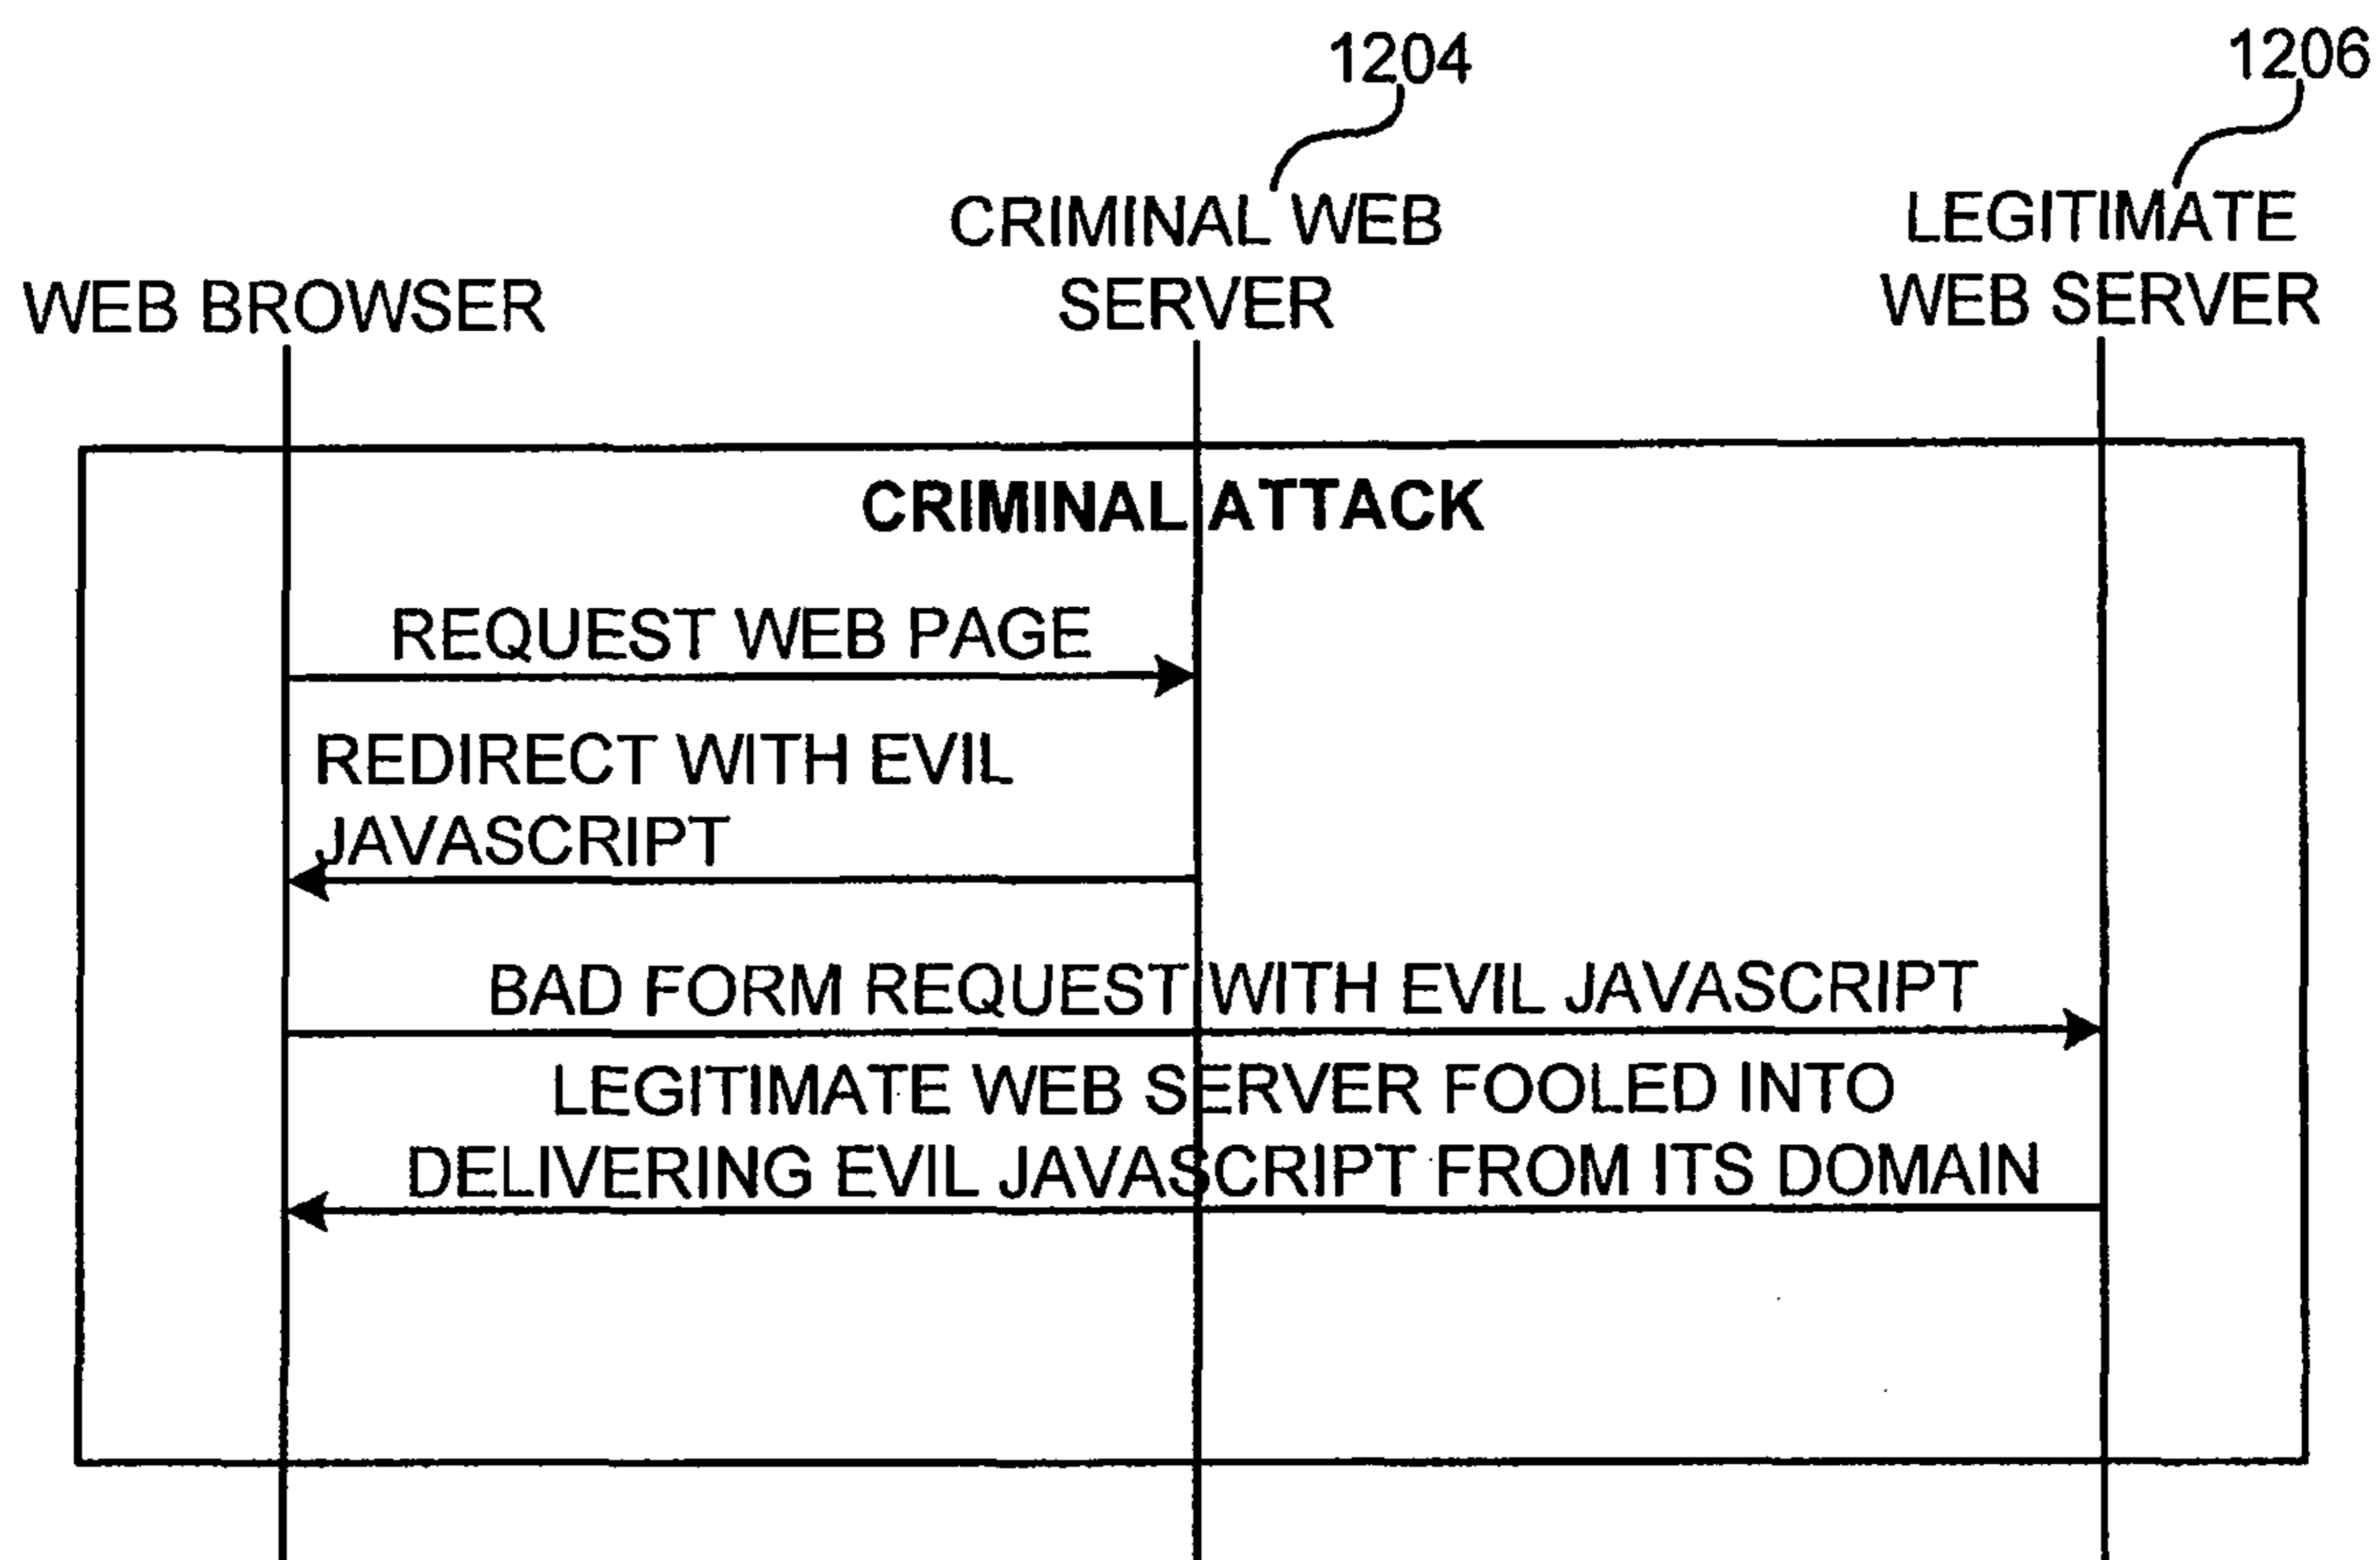 1204
1206
CRIMINAL WEB
SERVER
LEGITIMATE
WEB SERVER
WEB BROWSER
CRIMINAL ATTACK
REQUEST WEB PAGE
REDIRECT WITH EVIL
JAVASCRIPT
BAD FORM REQUEST WITH EVIL JAVASCRIPT
LEGITIMATE WEB SERVER FOOLED INTO
DELIVERING EVIL JAVASCRIPT FROM ITS DOMAIN